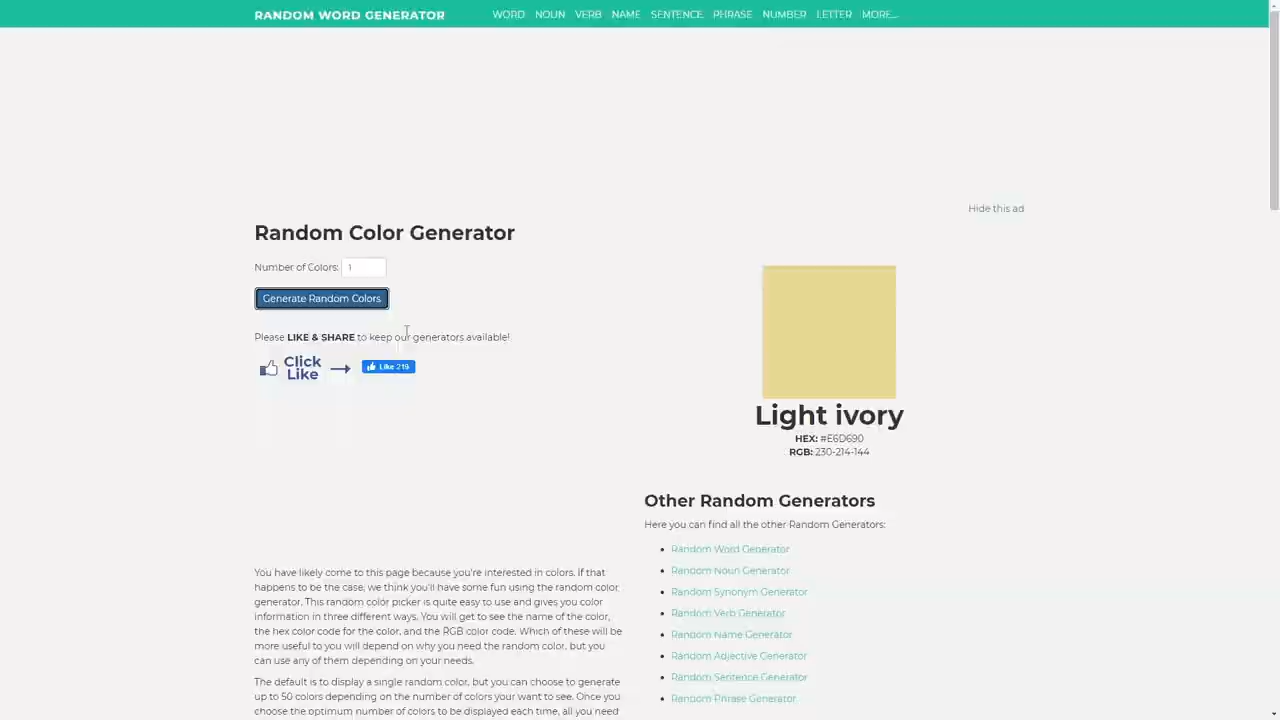 RANDOM WORD GENERATOR WORD NOUN VERB NAME SENTENCE PHRASE NUMBER LETTER MORE...
Hide this ad
Random Color Generator
Number of Colors: 1
Generate Random Colors
Please LIKE & SHARE to keep our generators available!
Click
Like
Like 219
Light ivory
HEX: #E6D690
RGB: 230-214-144
You have likely come to this page because you're interested in colors. If that
happens to be the case, we think you'll have some fun using the random color
generator. This random color picker is quite easy to use and gives you color
information in three different ways. You will get to see the name of the color,
the hex color code for the color, and the RGB color code. Which of these will be
more useful to you will depend on why you need the random color, but you
can use any of them depending on your needs.
The default is to display a single random color, but you can choose to generate
up to 50 colors depending on the number of colors your want to see. Once you
choose the optimum number of colors to be displayed each time, all you need
Other Random Generators
Here you can find all the other Random Generators:
Random Word Generator
Random Noun Generator
Random Synonym Generator
Random Verb Generator
Random Name Generator
Random Adjective Generator
Random Sentence Generator
Random Phrase Generator